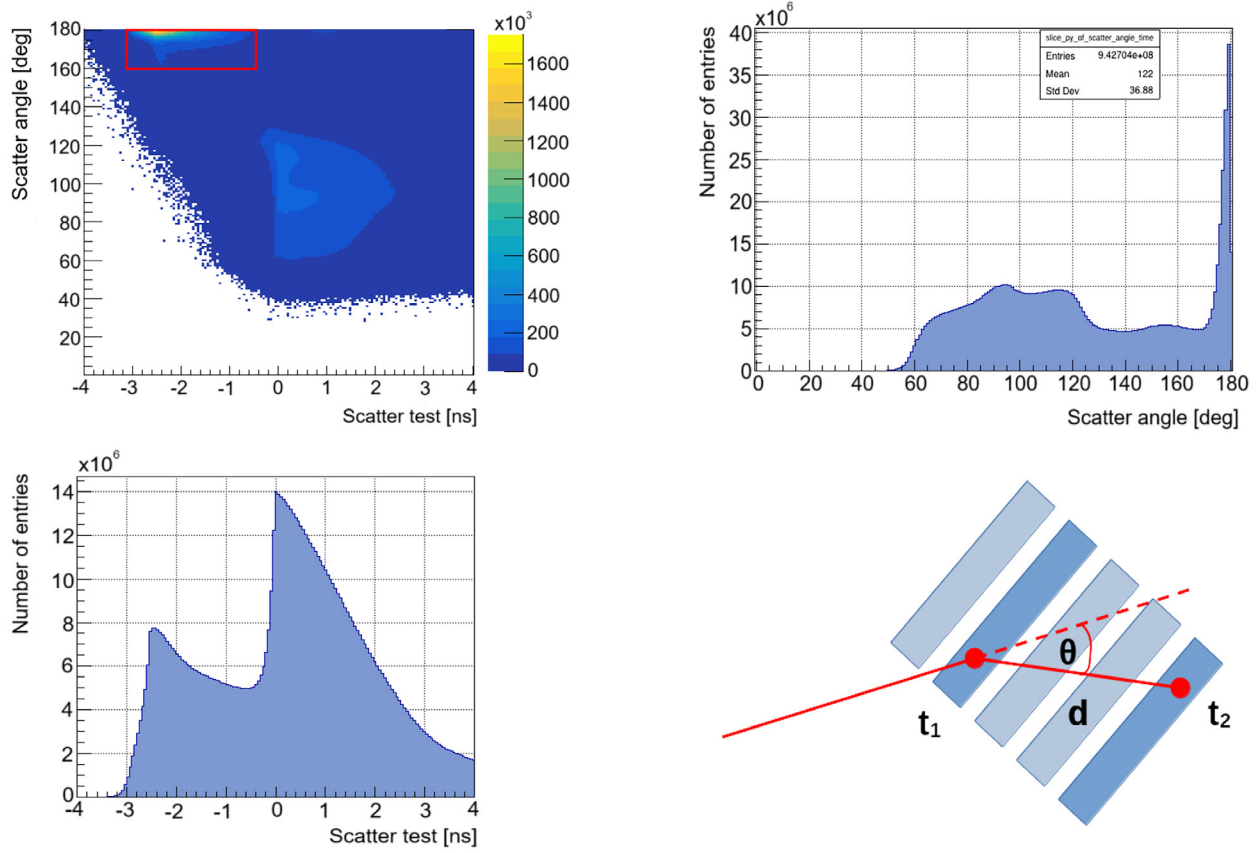 x10³
180
160
140
120
100
80
60
40
20
Scatter angle [deg]
-4 -3 -2 -1 0 1 2 3 4
Scatter test [ns]
1600
1400
1200
1000
800
600
400
200
0
x10⁶
40
35
30
25
20
15
10
5
0
Number of entries
slice_py_of_scatter_angle_time
Entries 9.42704e+08
Mean 122
Std Dev 36.88
0 20 40 60 80 100 120 140 160 180
Scatter angle [deg]
x10⁶
14
12
10
8
6
4
2
0
Number of entries
-4 -3 -2 -1 0 1 2 3 4
Scatter test [ns]
θ
d
t₁
t₂